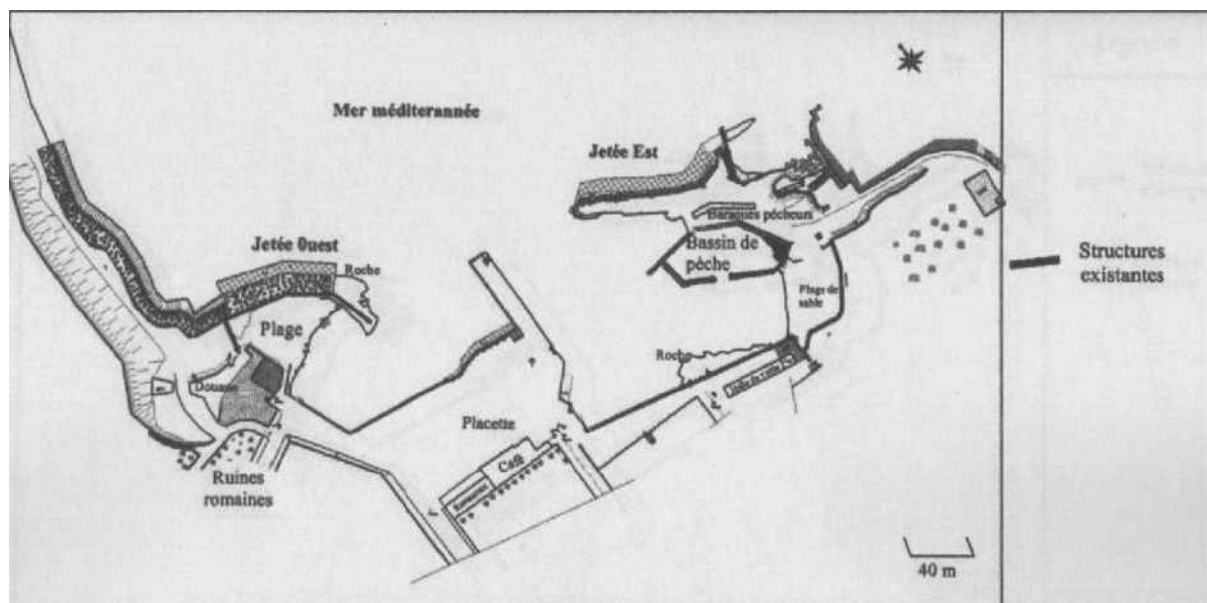 Mer méditerannée
Jetée Est
Baraques pêcheurs
Bassin de
pêche
Structures
existantes
Jetée 0uest
Roche
Plage de
sable
Plage
Roche
Douane
Placette
Café
Ruines
romaines
40 m